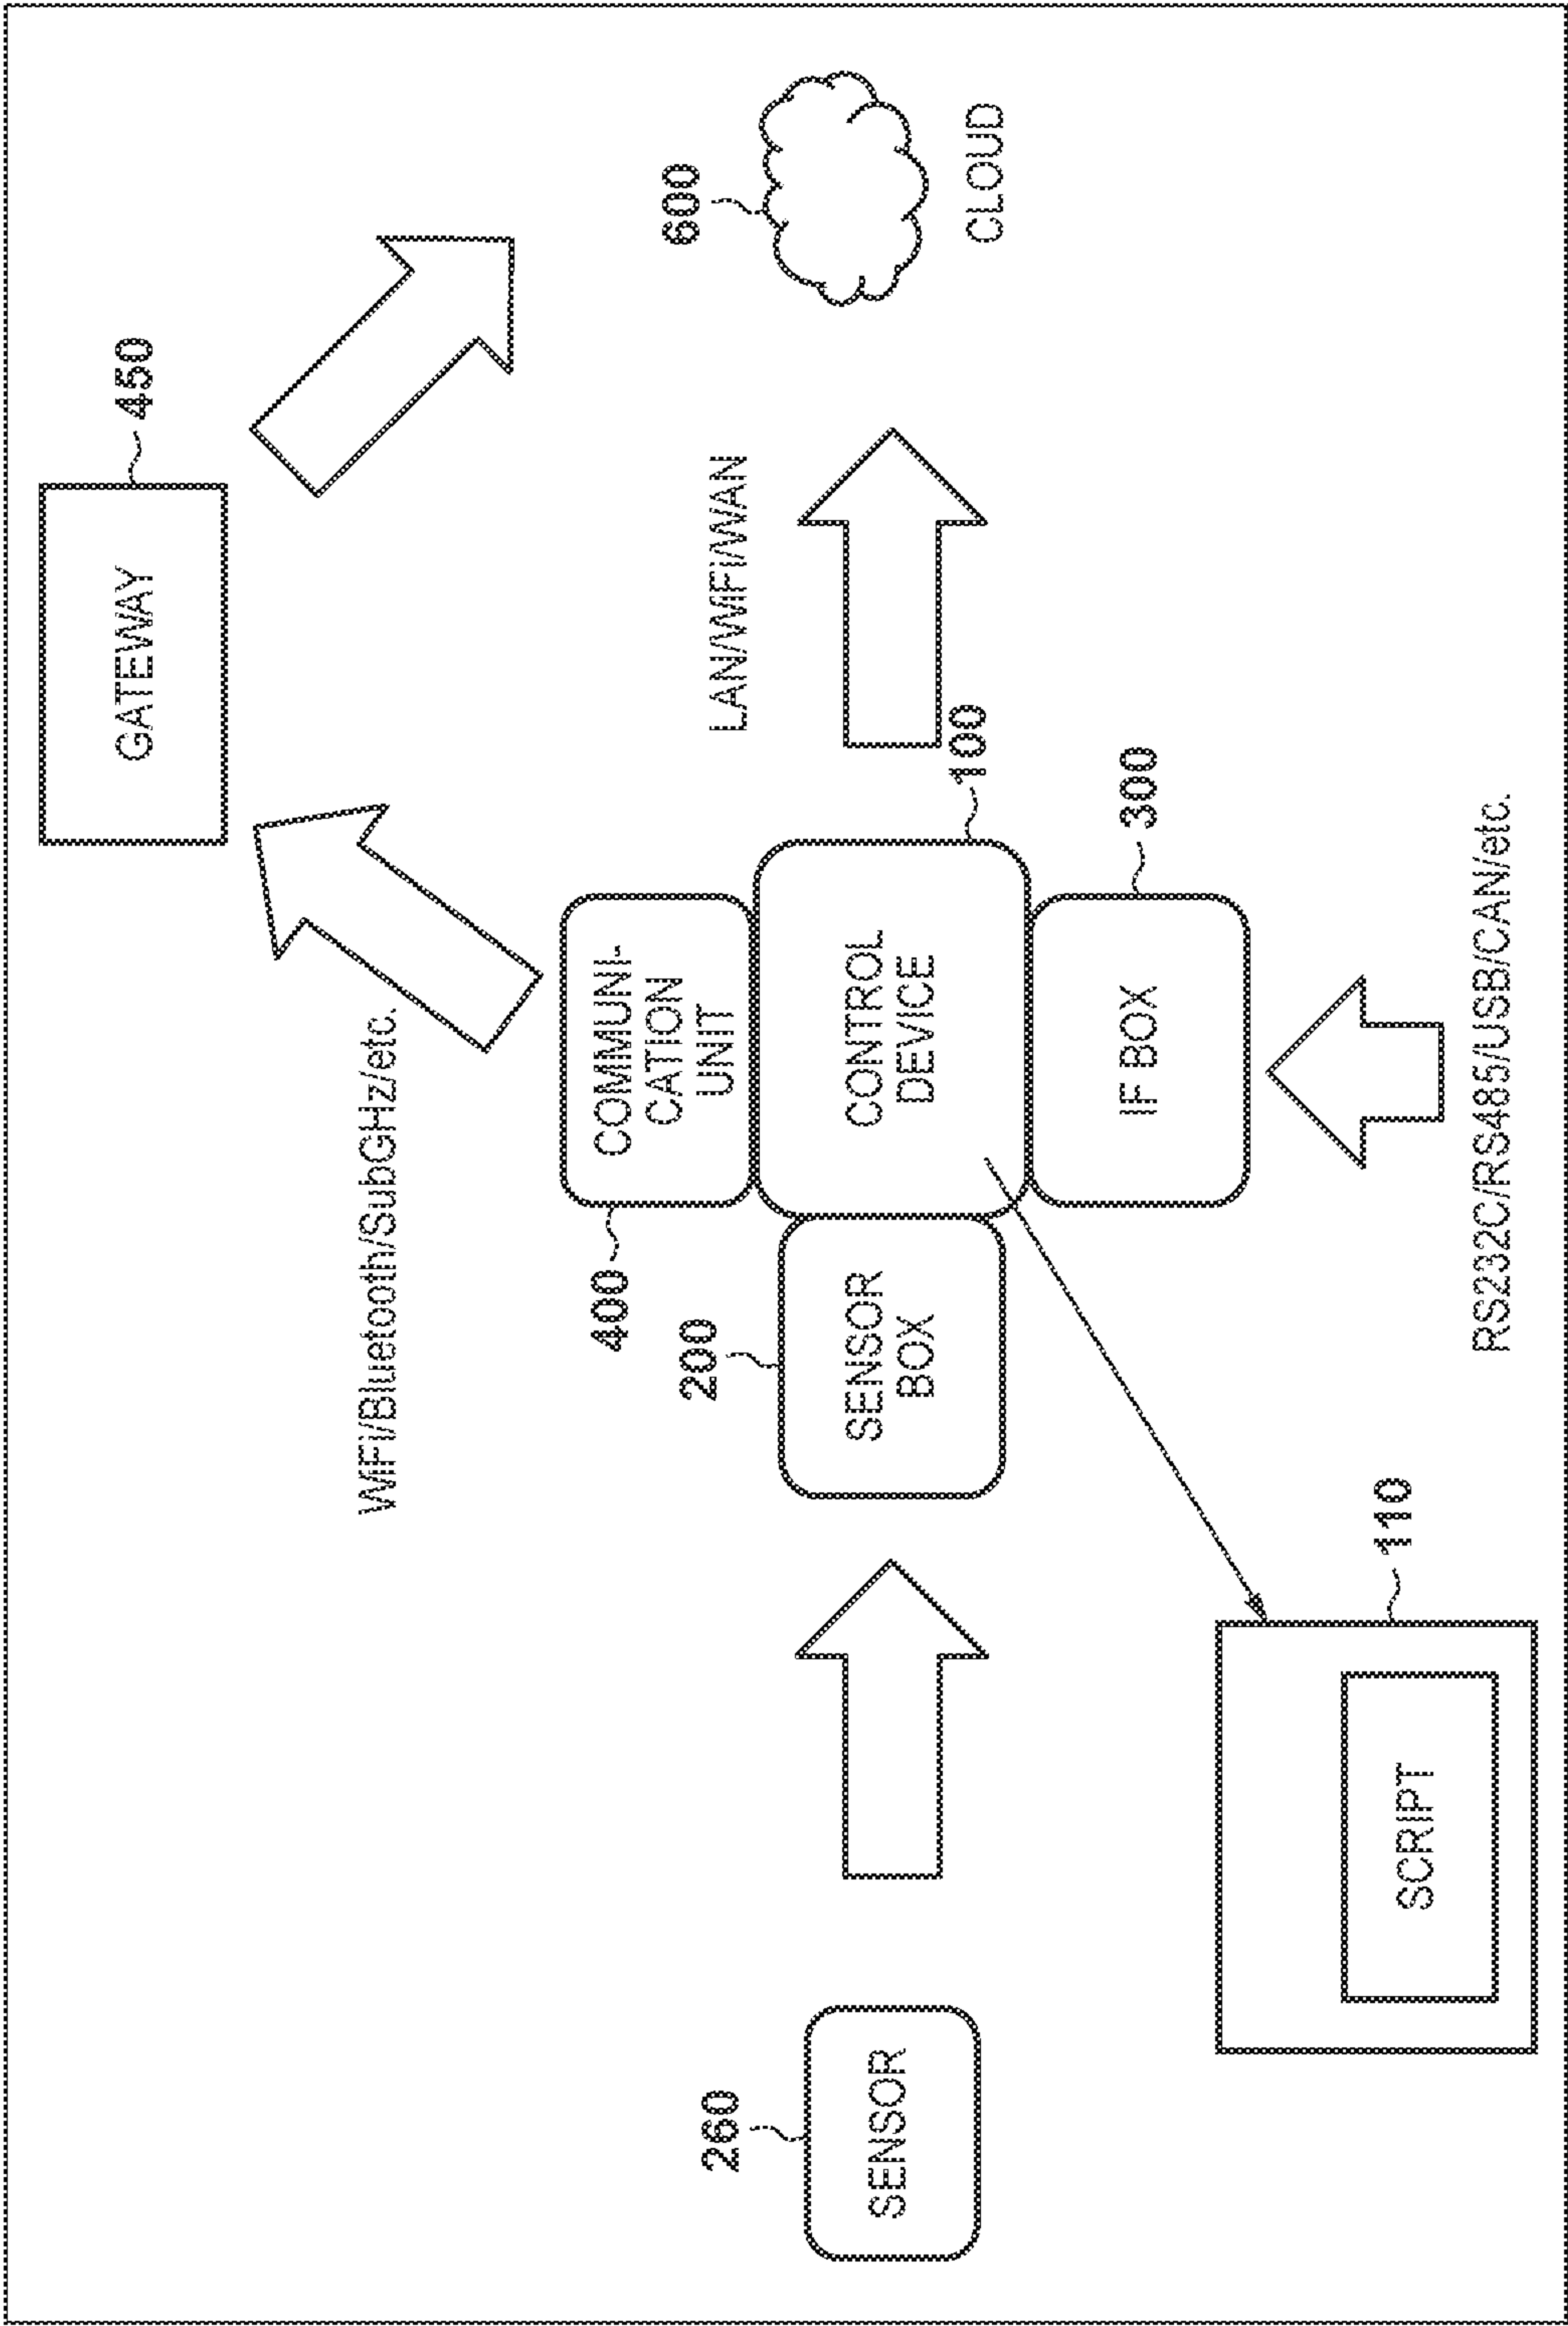 GATEWAY
450
WiFi/Bluetooth/SubGHz/etc.
400
COMMUNI-
CATION
UNIT
LAN/WIFI/WAN
600
CLOUD
260
SENSOR
200
SENSOR
BOX
CONTROL
DEVICE
100
IF BOX
300
SCRIPT
110
RS232C/RS485/USB/CAN/etc.